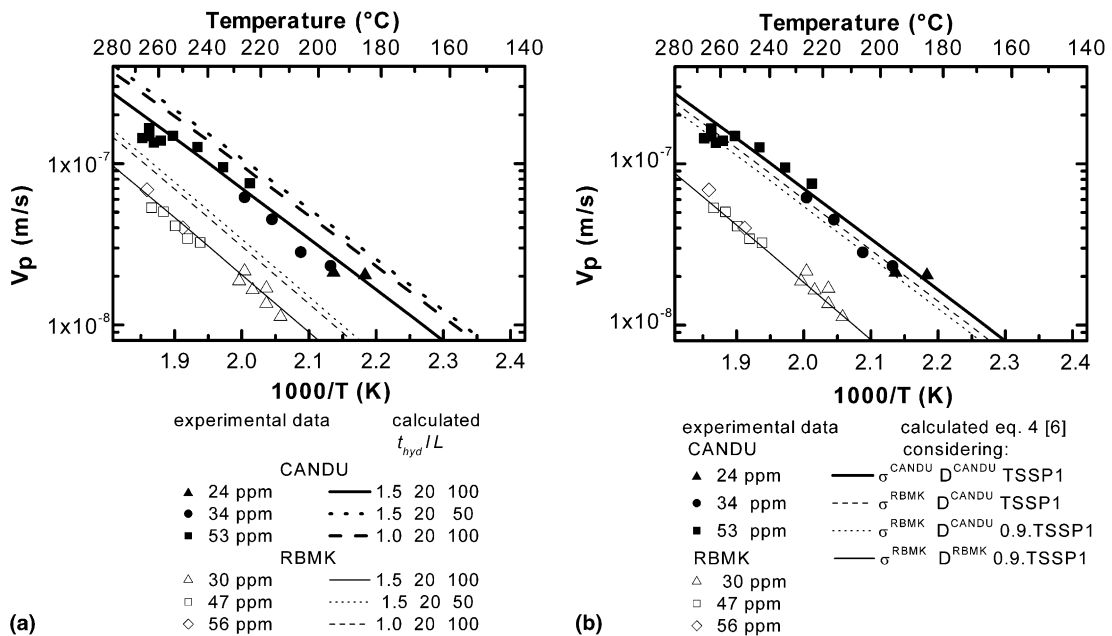 Temperature (°C)
280 260 240 220 200 180 160 140
1x10-7
1x10-8
Vp (m/s)
1.9 2.0 2.1 2.2 2.3 2.4
1000/T (K)
experimental data calculated
thyd/L
CANDU
24 ppm 1.5 20 100
34 ppm 1.5 20 50
53 ppm 1.0 20 100
RBMK
30 ppm 1.5 20 100
47 ppm 1.5 20 50
56 ppm 1.0 20 100
(a)
Temperature (°C)
280 260 240 220 200 180 160 140
1x10-7
1x10-8
Vp (m/s)
1.9 2.0 2.1 2.2 2.3 2.4
1000/T (K)
experimental data calculated eq. 4 [6]
CANDU considering:
24 ppm σCANDU DCANDU TSSP1
34 ppm σRBMK DCANDU TSSP1
53 ppm σRBMK DCANDU 0.9.TSSP1
RBMK σRBMK DRBMK 0.9.TSSP1
30 ppm
47 ppm
56 ppm
(b)